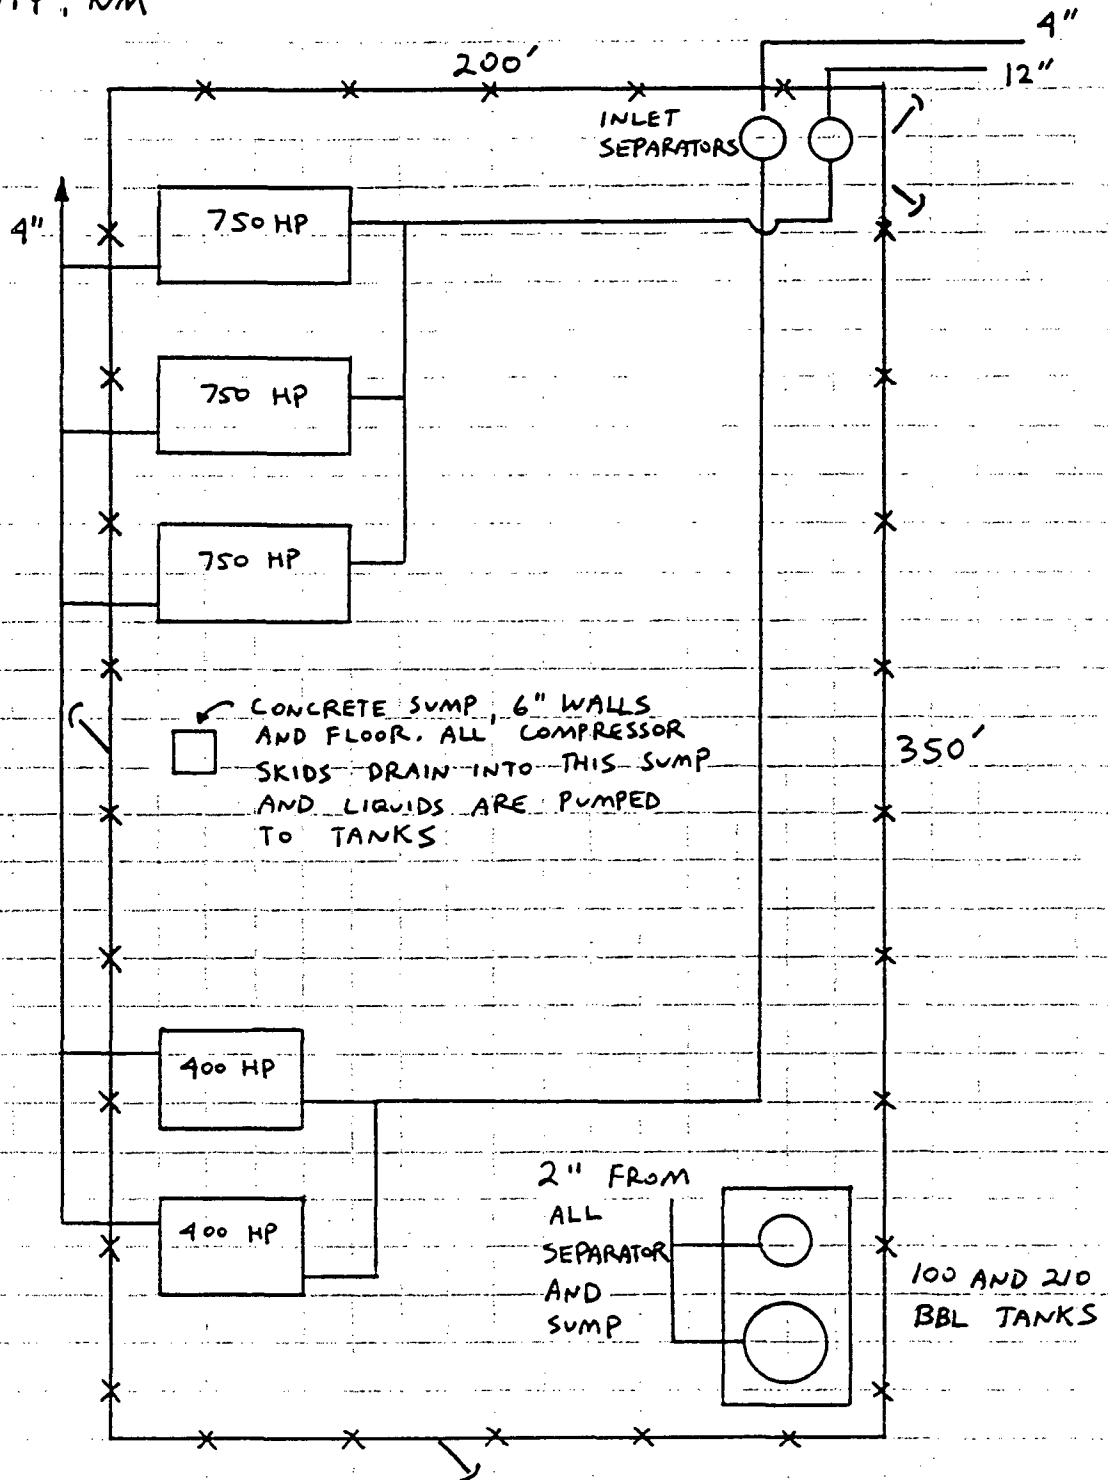 , NM
4"
200'
12"
INLET
SEPARATORS
750 HP
4"
750 HP
750 HP
CONCRETE SUMP, 6" WALLS
AND FLOOR. ALL COMPRESSOR
SKIDS DRAIN INTO THIS SUMP
AND LIQUIDS ARE PUMPED
TO TANKS
350'
400 HP
2" FROM
ALL
SEPARATOR
AND
SUMP
400 HP
100 AND 210
BBL TANKS